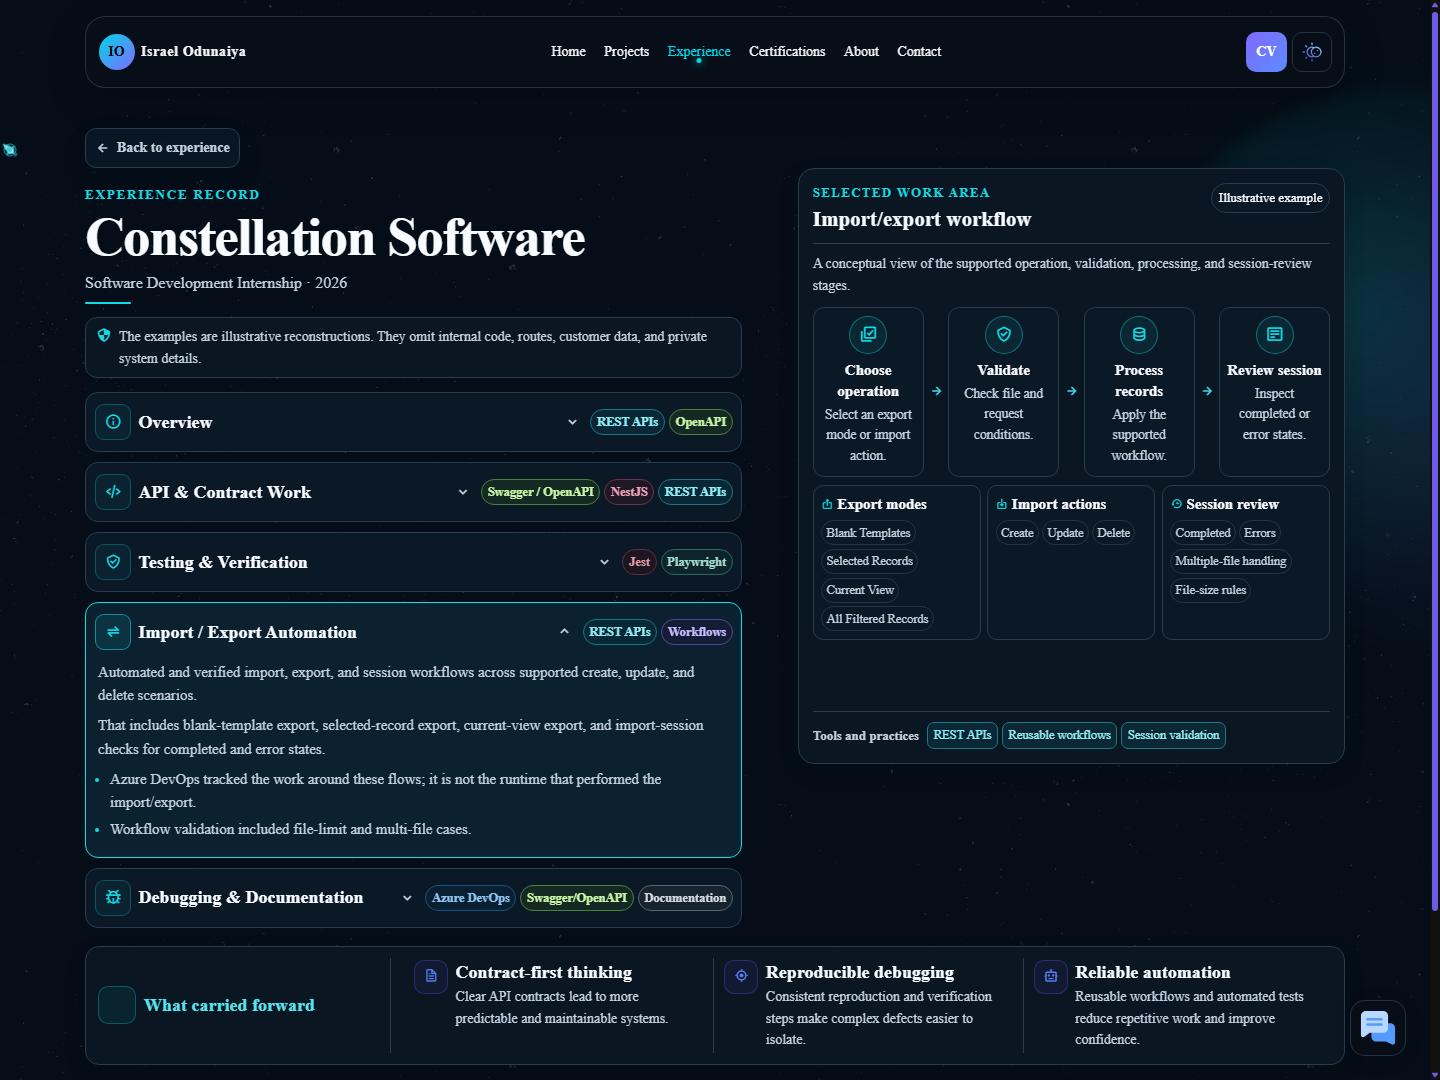 IO Israel Odunaiya
Home Projects Experience Certifications About Contact
CV
← Back to experience
EXPERIENCE RECORD
Constellation Software
Software Development Internship · 2026
The examples are illustrative reconstructions. They omit internal code, routes, customer data, and private
system details.
Overview
REST APIs OpenAPI
API & Contract Work
Swagger / OpenAPI NestJS REST APIs
Testing & Verification
Jest Playwright
Import / Export Automation
REST APIs Workflows
Automated and verified import, export, and session workflows across supported create, update, and
delete scenarios.
That includes blank-template export, selected-record export, current-view export, and import-session
checks for completed and error states.
• Azure DevOps tracked the work around these flows; it is not the runtime that performed the
import/export.
• Workflow validation included file-limit and multi-file cases.
Debugging & Documentation
Azure DevOps Swagger/OpenAPI Documentation
SELECTED WORK AREA
Import/export workflow
Illustrative example
A conceptual view of the supported operation, validation, processing, and session-review
stages.
Choose
operation
Select an export
mode or import
action.
→
Validate
Check file and
request
conditions.
→
Process
records
Apply the
supported
workflow.
→
Review session
Inspect
completed or
error states.
Export modes
Blank Templates
Selected Records
Current View
All Filtered Records
Import actions
Create Update Delete
Session review
Completed Errors
Multiple-file handling
File-size rules
Tools and practices REST APIs Reusable workflows Session validation
What carried forward
Contract-first thinking
Clear API contracts lead to more
predictable and maintainable systems.
Reproducible debugging
Consistent reproduction and verification
steps make complex defects easier to
isolate.
Reliable automation
Reusable workflows and automated tests
reduce repetitive work and improve
confidence.